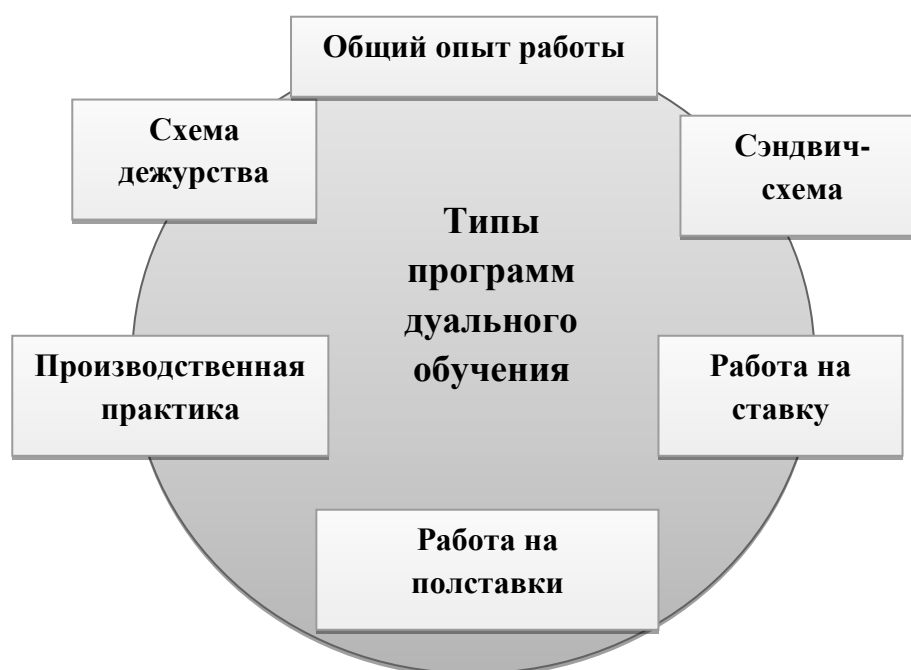 Общий опыт работы
Схема
дежурства
Сэндвич-
схема
Типы
программ
дуального
обучения
Производственная
практика
Работа на
ставку
Работа на
полставки